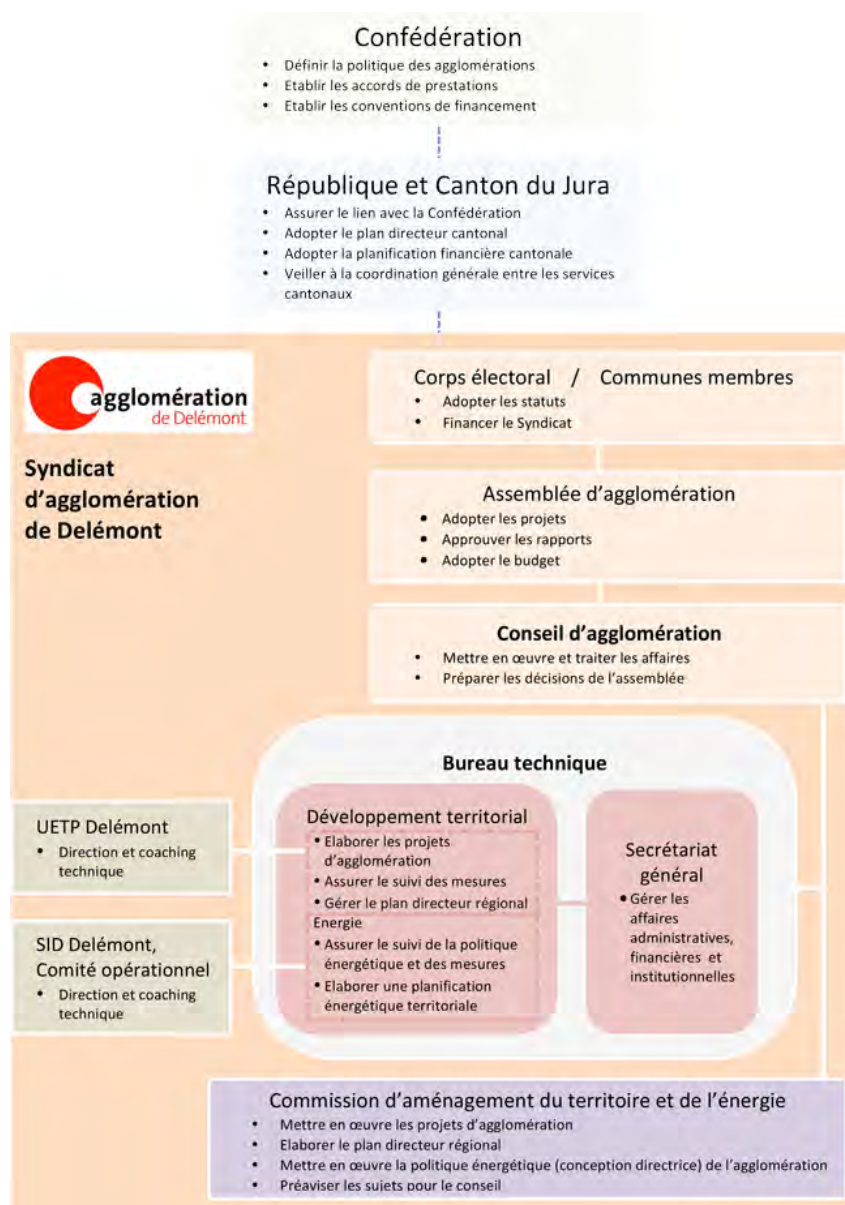 Confédération
• Définir la politique des agglomérations
• Etablir les accords de prestations
• Etablir les conventions de financement
République et Canton du Jura
• Assurer le lien avec la Confédération
• Adopter le plan directeur cantonal
• Adopter la planification financière cantonale
• Veiller à la coordination générale entre les services
cantonaux
agglomération
de Delémont
Syndicat
d'agglomération
de Delémont
Corps électoral / Communes membres
• Adopter les statuts
• Financer le Syndicat
Assemblée d'agglomération
• Adopter les projets
• Approuver les rapports
• Adopter le budget
Conseil d'agglomération
• Mettre en œuvre et traiter les affaires
• Préparer les décisions de l'assemblée
Bureau technique
UETP Delémont
• Direction et coaching
technique
SID Delémont,
Comité opérationnel
• Direction et coaching
technique
Développement territorial
• Elaborer les projets
d'agglomération
• Assurer le suivi des mesures
• Gérer le plan directeur régional
Energie
• Assurer le suivi de la politique
énergétique et des mesures
• Elaborer une planification
énergétique territoriale
Secrétariat
général
• Gérer les
affaires
administratives,
financières et
institutionnelles
Commission d'aménagement du territoire et de l'énergie
• Mettre en œuvre les projets d'agglomération
• Elaborer le plan directeur régional
• Mettre en œuvre la politique énergétique (conception directrice) de l'agglomération
• Préaviser les sujets pour le conseil